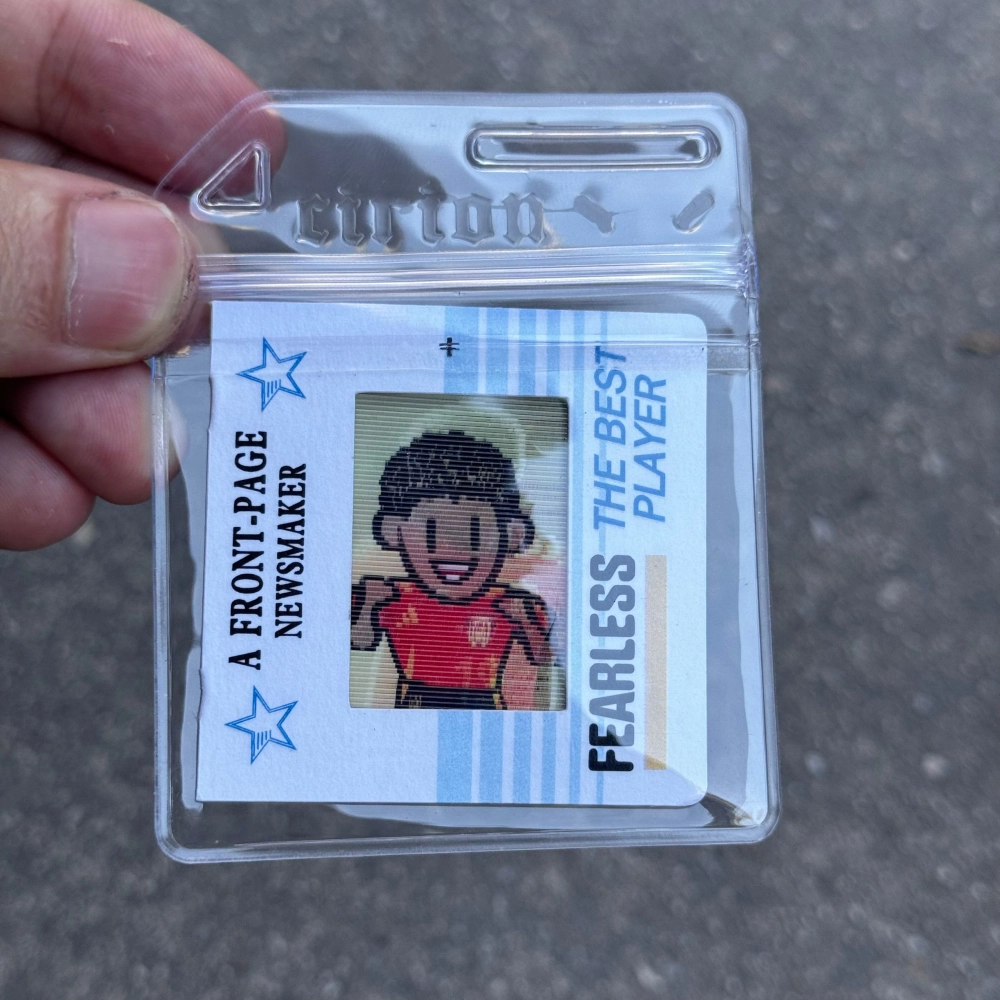 cirion
A FRONT-PAGE
NEWSMAKER
FEARLESS THE BEST
PLAYER